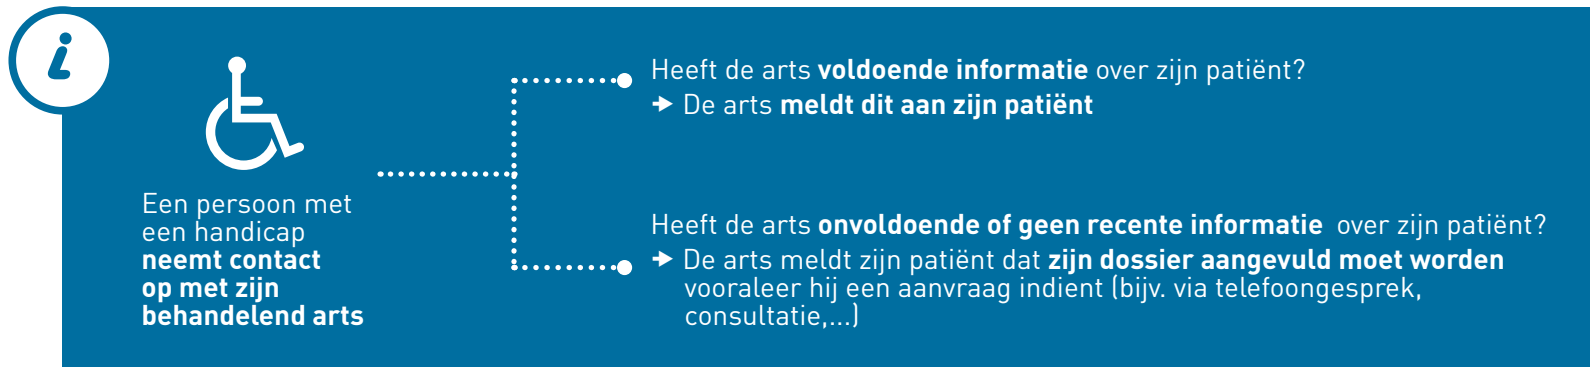 i
Een persoon met
een handicap
neemt contact
op met zijn
behandelend arts
Heeft de arts voldoende informatie over zijn patiënt?
➔ De arts meldt dit aan zijn patiënt
Heeft de arts onvoldoende of geen recente informatie over zijn patiënt?
➔ De arts meldt zijn patiënt dat zijn dossier aangevuld moet worden
vooraleer hij een aanvraag indient (bijv. via telefoongesprek,
consultatie,...)